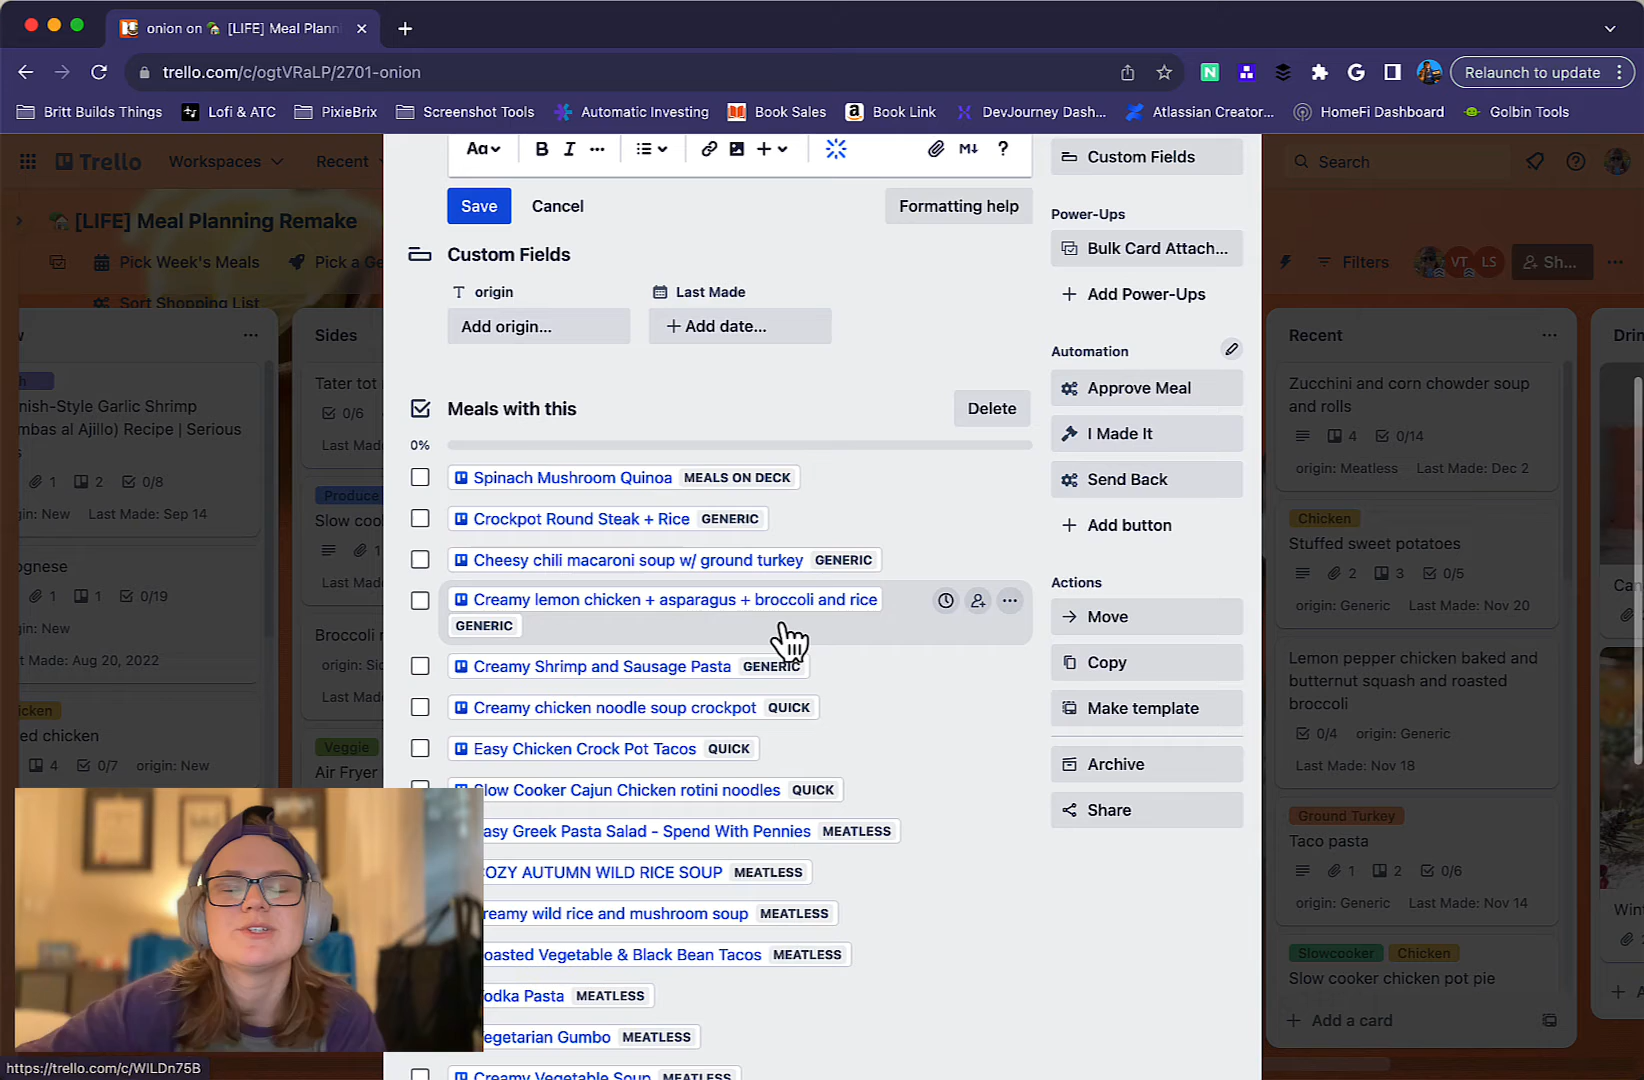 onion on 🏡 [LIFE] Meal Plann
trello.com/c/ogtVRaLP/2701-onion
Relaunch to update
Britt Builds Things
Lofi & ATC
PixieBrix
Screenshot Tools
Automatic Investing
Book Sales
Book Link
DevJourney Dash...
Atlassian Creator...
HomeFi Dashboard
Golbin Tools
Trello
Workspaces
Recent
Search
🏡 [LIFE] Meal Planning Remake
Pick Week's Meals
Pick a Ge
Sort Shopping List
VT
LS
Filters
Sh...
Aa
B
I
M↓
?
Save
Cancel
Formatting help
Custom Fields
origin
Last Made
Add origin...
+ Add date...
Meals with this
Delete
0%
Spinach Mushroom Quinoa MEALS ON DECK
Crockpot Round Steak + Rice GENERIC
Cheesy chili macaroni soup w/ ground turkey GENERIC
Creamy lemon chicken + asparagus + broccoli and rice
GENERIC
Creamy Shrimp and Sausage Pasta GENERIC
Creamy chicken noodle soup crockpot QUICK
Easy Chicken Crock Pot Tacos QUICK
Slow Cooker Cajun Chicken rotini noodles QUICK
asy Greek Pasta Salad - Spend With Pennies MEATLESS
OZY AUTUMN WILD RICE SOUP MEATLESS
reamy wild rice and mushroom soup MEATLESS
oasted Vegetable & Black Bean Tacos MEATLESS
odka Pasta MEATLESS
egetarian Gumbo MEATLESS
Creamy Vegetable Soup MEATLESS
Custom Fields
Power-Ups
Bulk Card Attach...
+ Add Power-Ups
Automation
Approve Meal
I Made It
Send Back
+ Add button
Actions
Move
Copy
Make template
Archive
Share
w
h
nish-Style Garlic Shrimp
mbas al Ajillo) Recipe | Serious
s
1
2
0/8
gin: New
Last Made: Sep 14
ognese
1
1
0/19
gin: New
st Made: Aug 20, 2022
icken
ed chicken
4
0/7
origin: New
Sides
Tater tot
0/6
Last Mad
Produce
Slow coo
1
Last Mad
Broccoli r
origin: Sid
Last Mad
Veggie
Air Fryer
Recent
Zucchini and corn chowder soup
and rolls
4
0/14
origin: Meatless
Last Made: Dec 2
Chicken
Stuffed sweet potatoes
2
3
0/5
origin: Generic
Last Made: Nov 20
Lemon pepper chicken baked and
butternut squash and roasted
broccoli
0/4
origin: Generic
Last Made: Nov 18
Ground Turkey
Taco pasta
1
2
0/6
origin: Generic
Last Made: Nov 14
Slowcooker
Chicken
Slow cooker chicken pot pie
+ Add a card
Drin
Can
Wint
+ A
https://trello.com/c/WILDn75B